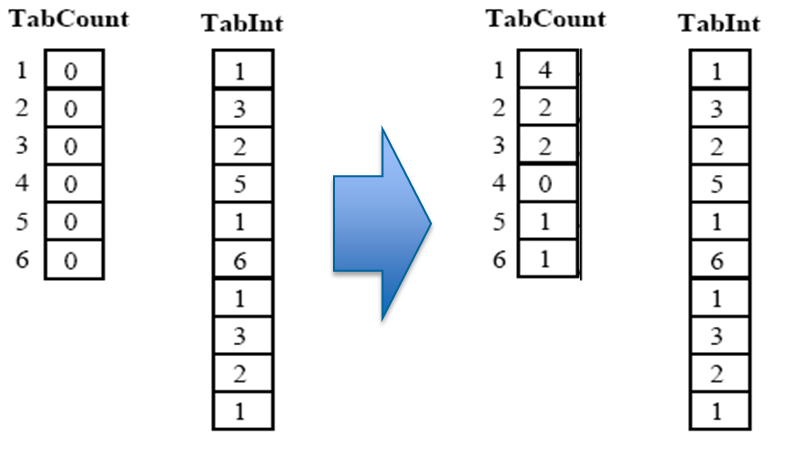 TabCount TabInt TabCount TabInt
1 0 1 1 4 1
2 0 3 2 2 3
3 0 2 3 2 2
4 0 5 4 0 5
5 0 1 5 1 1
6 0 6 6 1 6
1 1
3 3
2 2
1 1